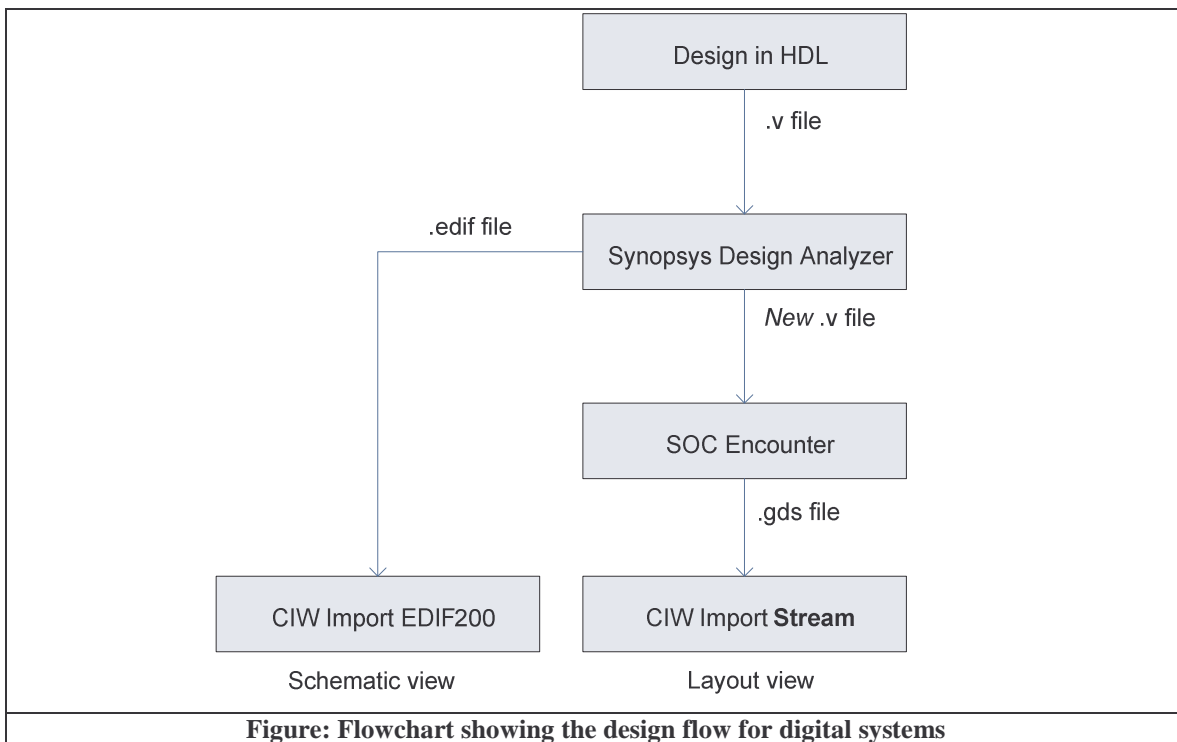 Design in HDL
.v file
.edif file
Synopsys Design Analyzer
New .v file
SOC Encounter
.gds file
CIW Import EDIF200
CIW Import Stream
Schematic view
Layout view
Figure: Flowchart showing the design flow for digital systems